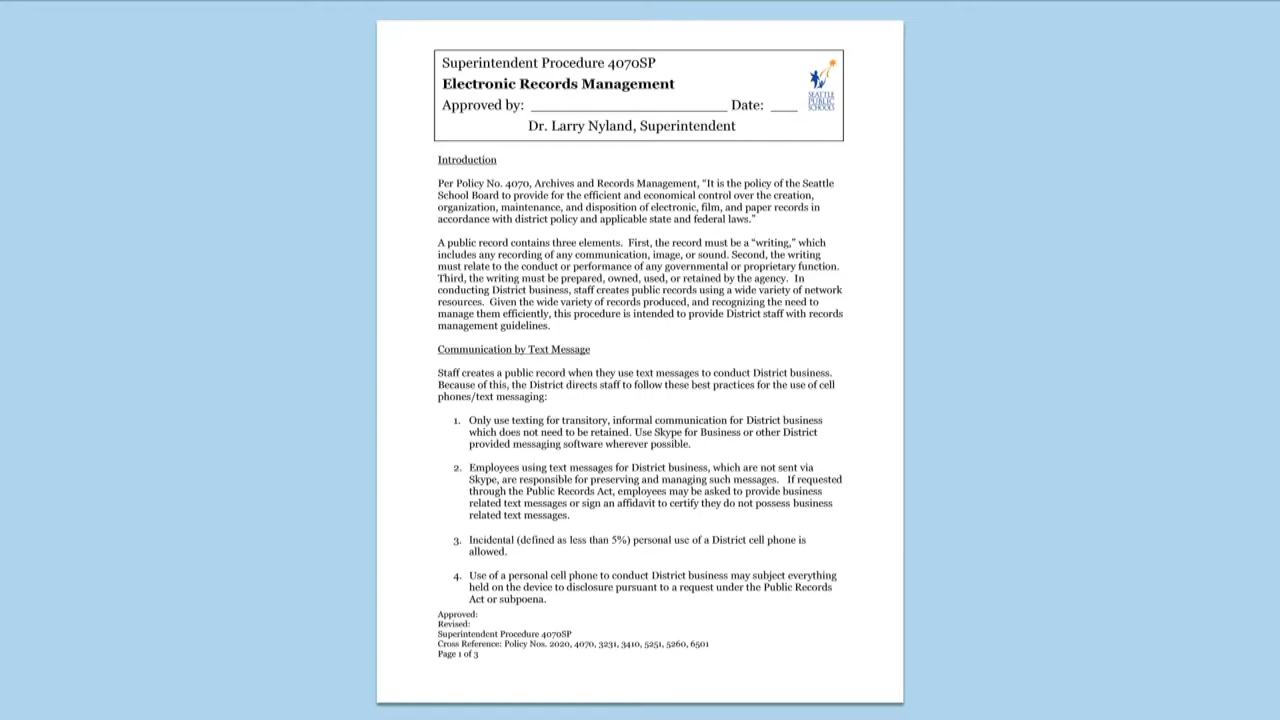 Superintendent Procedure 4070SP
Electronic Records Management
Approved by: ____________________________ Date: ____
Dr. Larry Nyland, Superintendent
SEATTLE
PUBLIC
SCHOOLS
Introduction
Per Policy No. 4070, Archives and Records Management, “It is the policy of the Seattle
School Board to provide for the efficient and economical control over the creation,
organization, maintenance, and disposition of electronic, film, and paper records in
accordance with district policy and applicable state and federal laws.”
A public record contains three elements. First, the record must be a “writing,” which
includes any recording of any communication, image, or sound. Second, the writing
must relate to the conduct or performance of any governmental or proprietary function.
Third, the writing must be prepared, owned, used, or retained by the agency. In
conducting District business, staff creates public records using a wide variety of network
resources. Given the wide variety of records produced, and recognizing the need to
manage them efficiently, this procedure is intended to provide District staff with records
management guidelines.
Communication by Text Message
Staff creates a public record when they use text messages to conduct District business.
Because of this, the District directs staff to follow these best practices for the use of cell
phones/text messaging:
1. Only use texting for transitory, informal communication for District business
which does not need to be retained. Use Skype for Business or other District
provided messaging software wherever possible.
2. Employees using text messages for District business, which are not sent via
Skype, are responsible for preserving and managing such messages. If requested
through the Public Records Act, employees may be asked to provide business
related text messages or sign an affidavit to certify they do not possess business
related text messages.
3. Incidental (defined as less than 5%) personal use of a District cell phone is
allowed.
4. Use of a personal cell phone to conduct District business may subject everything
held on the device to disclosure pursuant to a request under the Public Records
Act or subpoena.
Approved:
Revised:
Superintendent Procedure 4070SP
Cross Reference: Policy Nos. 2020, 4070, 3231, 3410, 5251, 5260, 6501
Page 1 of 3